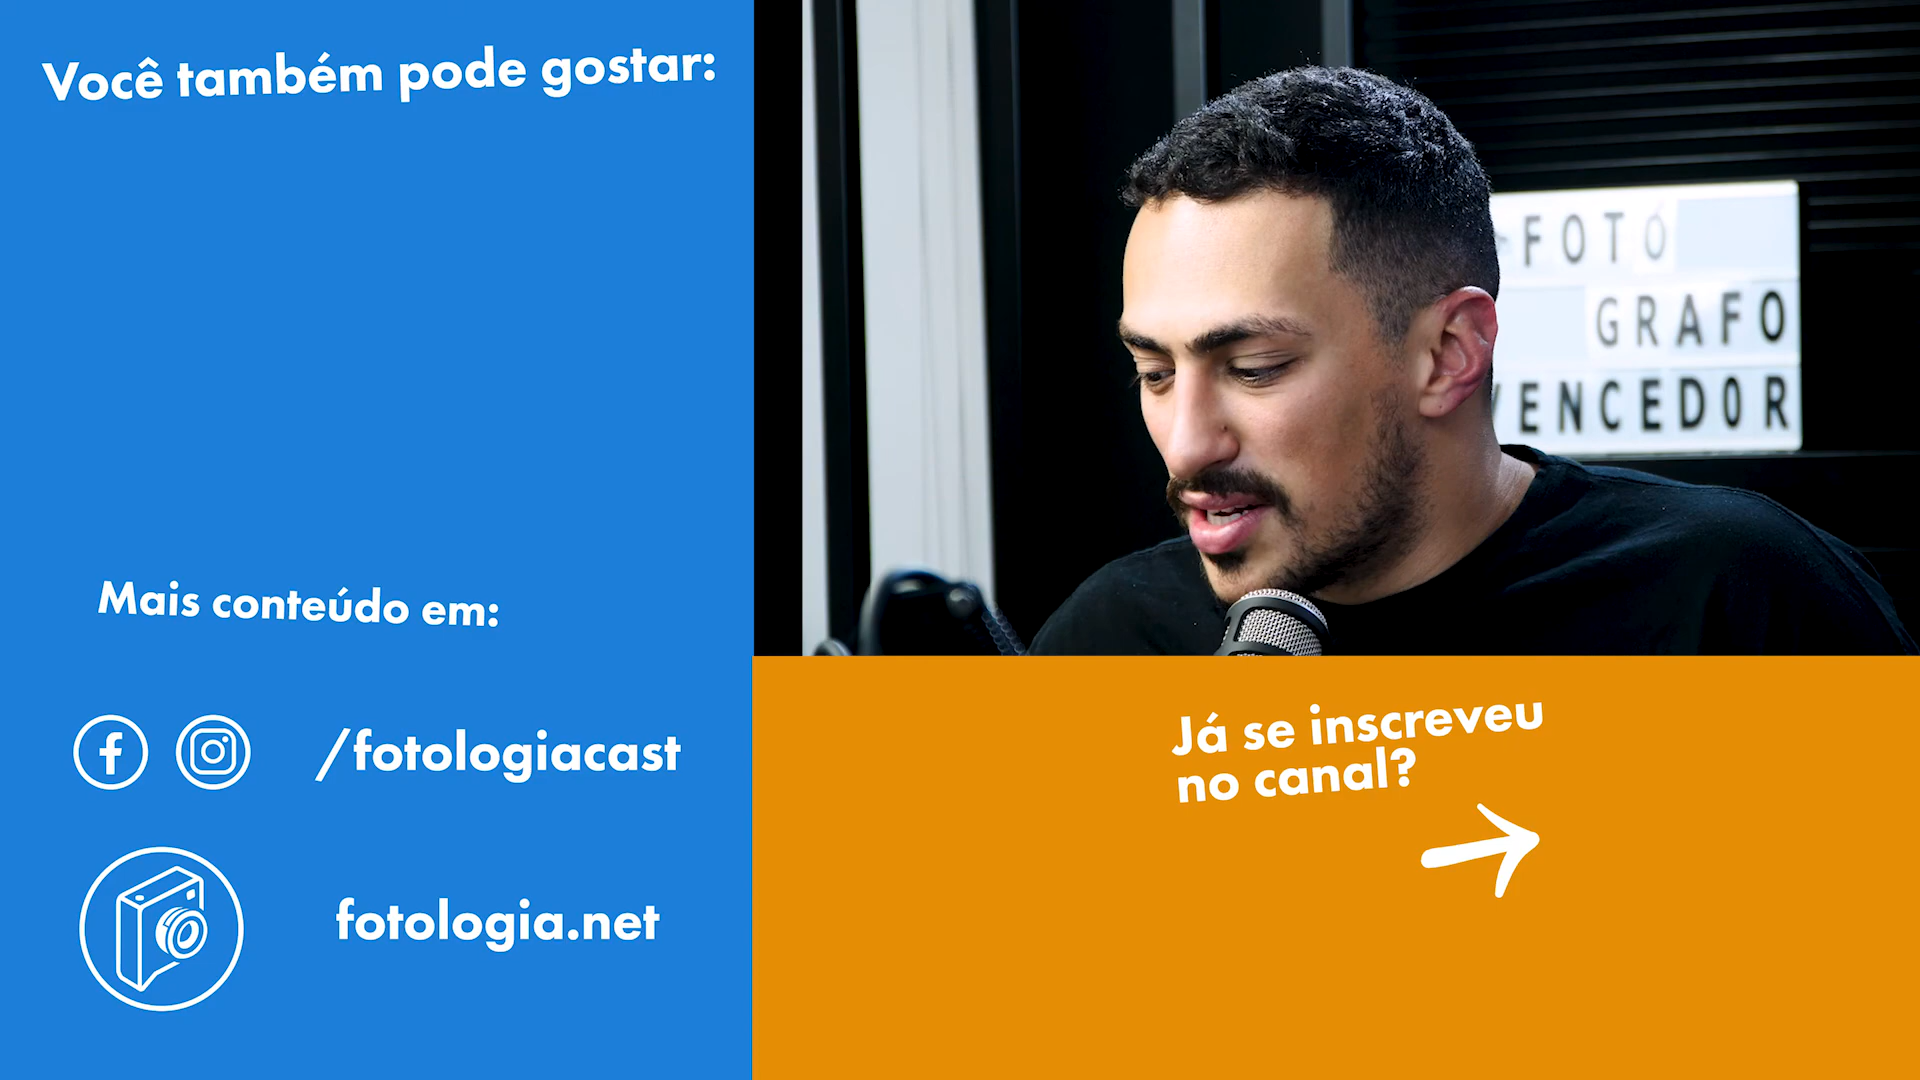 Você também pode gostar:
FOTÓ
GRAFO
VENCEDOR
Mais conteúdo em:
/fotologiacast
fotologia.net
Já se inscreveu
no canal?